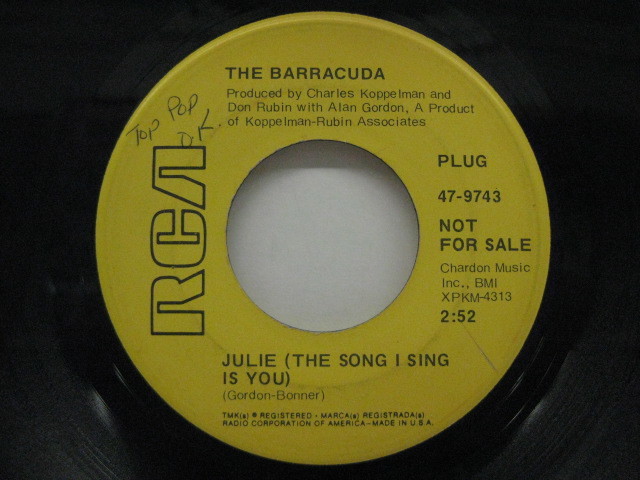 THE BARRACUDA
Produced by Charles Koppelman and
Don Rubin with Alan Gordon, A Product
of Koppelman-Rubin Associates
Top Pop
D.K.
RCA
PLUG
47-9743
NOT
FOR SALE
Chardon Music
Inc., BMI
XPKM-4313
2:52
JULIE (THE SONG I SING
IS YOU)
(Gordon-Bonner)
TMK(s) ® REGISTERED - MARCA(s) REGISTRADA(s)
RADIO CORPORATION OF AMERICA-MADE IN U.S.A.